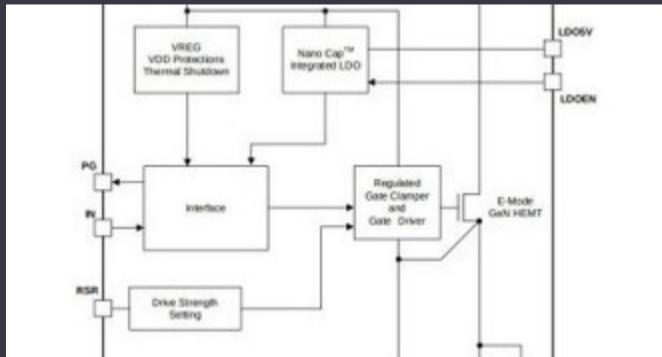 VREG
VDD Protections
Thermal Shutdown
Nano Cap™
Integrated LDO
LDO5V
LDOEN
PG
IN
Interface
Regulated
Gate Clamper
and
Gate Driver
E-Mode
GaN HEMT
RSR
Drive Strength
Setting